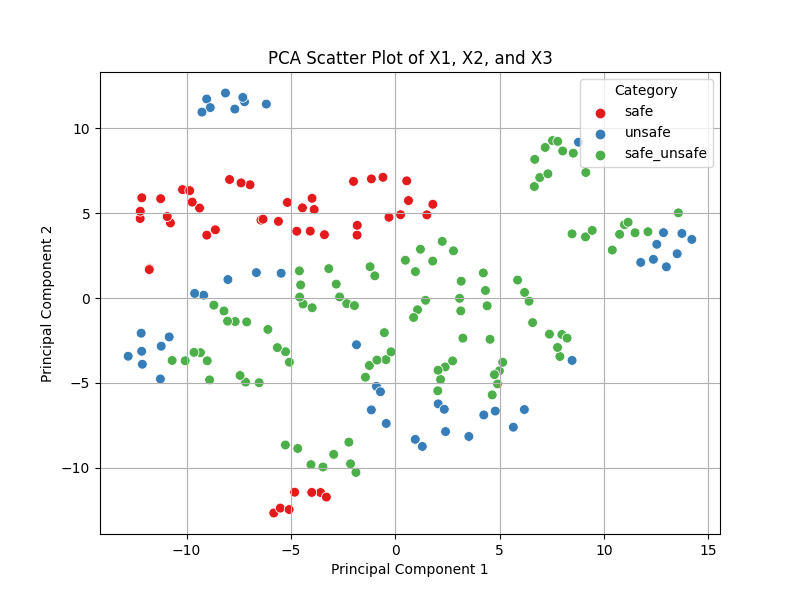 PCA Scatter Plot of X1, X2, and X3
Category
safe
unsafe
safe_unsafe
Principal Component 2
10
5
0
−5
−10
−10
−5
0
5
10
15
Principal Component 1